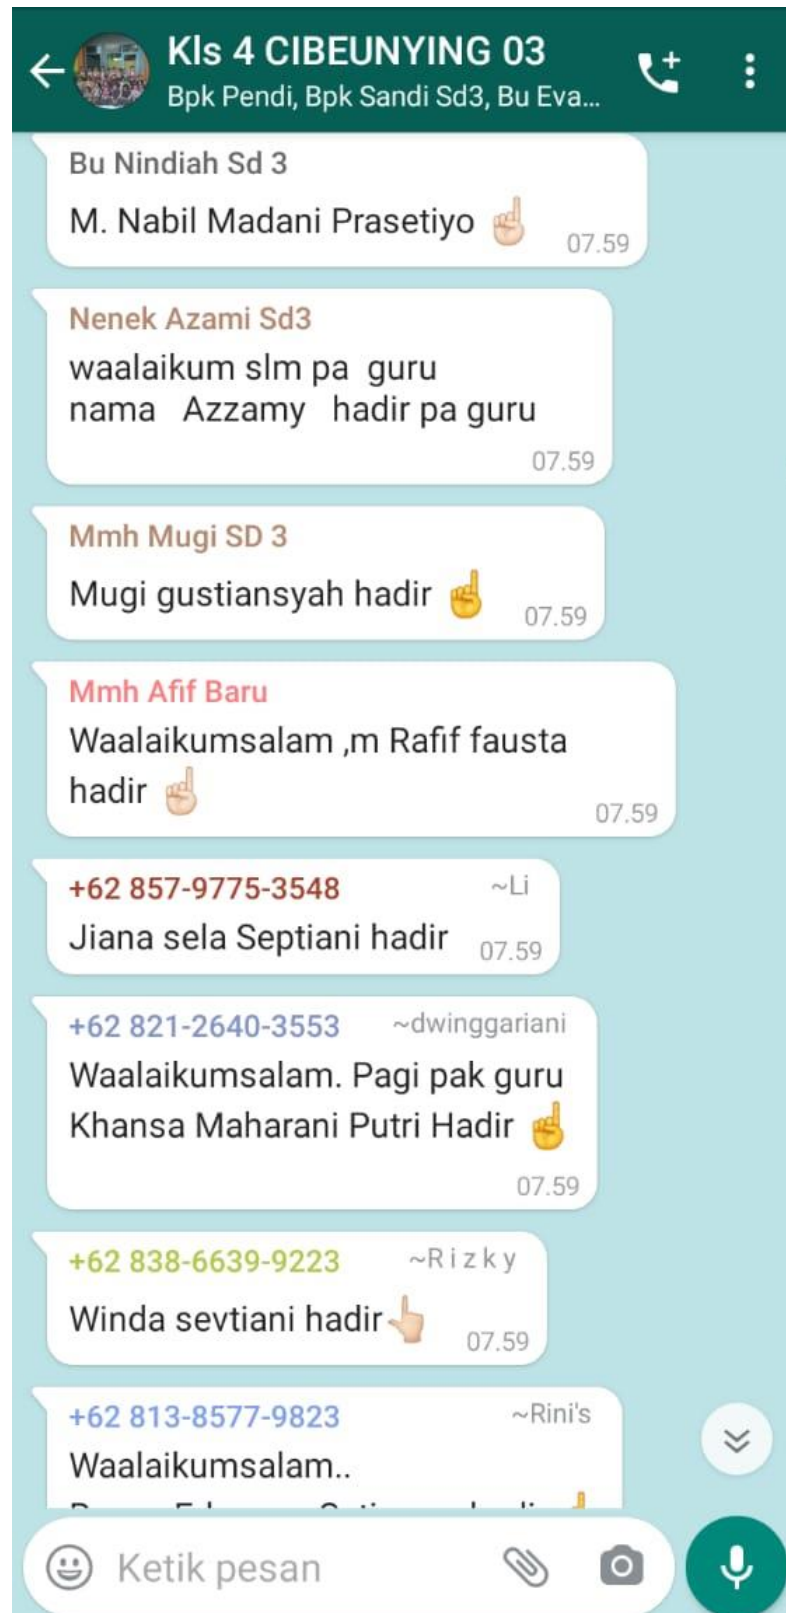 Kls 4 CIBEUNYING 03
Bpk Pendi, Bpk Sandi Sd3, Bu Eva...
Bu Nindiah Sd 3
M. Nabil Madani Prasetiyo ☝🏻
07.59
Nenek Azami Sd3
waalaikum slm pa guru
nama Azzamy hadir pa guru
07.59
Mmh Mugi SD 3
Mugi gustiansyah hadir ☝
07.59
Mmh Afif Baru
Waalaikumsalam ,m Rafif fausta
hadir ☝🏻
07.59
+62 857-9775-3548 ~Li
Jiana sela Septiani hadir 07.59
+62 821-2640-3553 ~dwinggariani
Waalaikumsalam. Pagi pak guru
Khansa Maharani Putri Hadir ☝
07.59
+62 838-6639-9223 ~R i z k y
Winda sevtiani hadir👆🏻 07.59
+62 813-8577-9823 ~Rini's
Waalaikumsalam..
Ketik pesan